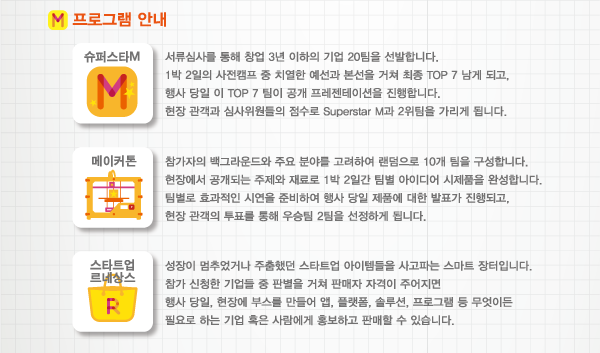 M 프로그램 안내
슈퍼스타M
M
서류심사를 통해 창업 3년 이하의 기업 20팀을 선발합니다.
1박 2일의 사전캠프 중 치열한 예선과 본선을 거쳐 최종 TOP 7 남게 되고,
행사 당일 이 TOP 7 팀이 공개 프레젠테이션을 진행합니다.
현장 관객과 심사위원들의 점수로 Superstar M과 2위팀을 가리게 됩니다.
메이커톤
참가자의 백그라운드와 주요 분야를 고려하여 랜덤으로 10개 팀을 구성합니다.
현장에서 공개되는 주제와 재료로 1박 2일간 팀별 아이디어 시제품을 완성합니다.
팀별로 효과적인 시연을 준비하여 행사 당일 제품에 대한 발표가 진행되고,
현장 관객의 투표를 통해 우승팀 2팀을 선정하게 됩니다.
스타트업
르네상스
R
성장이 멈추었거나 주춤했던 스타트업 아이템들을 사고파는 스마트 장터입니다.
참가 신청한 기업들 중 판별을 거쳐 판매자 자격이 주어지면
행사 당일, 현장에 부스를 만들어 앱, 플랫폼, 솔루션, 프로그램 등 무엇이든
필요로 하는 기업 혹은 사람에게 홍보하고 판매할 수 있습니다.